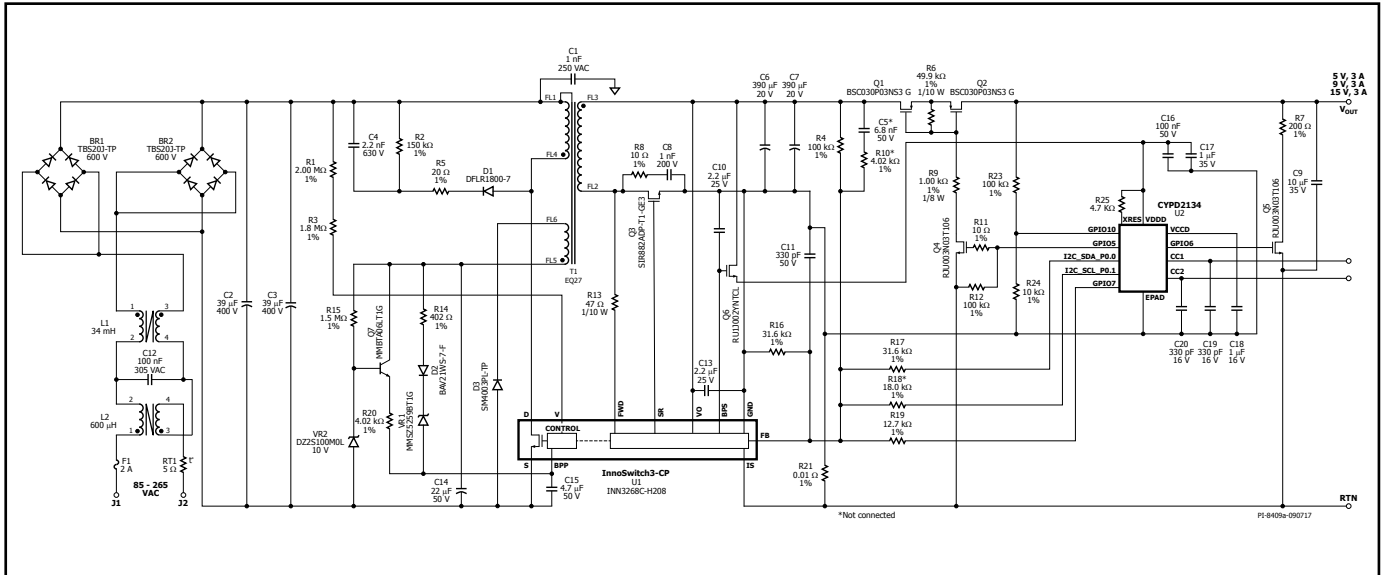 C1
1 nF
250 VAC
BR1
TBS20J-TP
600 V
BR2
TBS20J-TP
600 V
C4
2.2 nF
630 V
R2
150 kΩ
1%
R1
2.00 MΩ
1%
R3
1.8 MΩ
1%
R5
20 Ω
1%
D1
DFLR1800-7
FL1
FL4
FL3
FL2
FL6
FL5
T1
EQ27
R8
10 Ω
1%
C8
1 nF
200 V
Q3
SIR882ADP-T1-GE3
C10
2.2 µF
25 V
C6
390 µF
20 V
C7
390 µF
20 V
R4
100 kΩ
1%
C5*
6.8 nF
50 V
R10*
4.02 kΩ
1%
Q1
BSC030P03NS3 G
R6
49.9 kΩ
1%
1/10 W
Q2
BSC030P03NS3 G
5 V, 3 A
9 V, 3 A
15 V, 3 A
VOUT
R7
200 Ω
1%
C16
100 nF
50 V
C17
1 µF
35 V
C9
10 µF
35 V
R9
1.00 kΩ
1%
1/8 W
R23
100 kΩ
1%
R25
4.7 KΩ
CYPD2134
U2
XRES
VDDD
GPIO10
GPIO5
I2C_SDA_P0.0
I2C_SCL_P0.1
GPIO7
VCCD
GPIO6
CC1
CC2
EPAD
Q5
RJU003N03T106
Q4
RJU003N03T106
R11
10 Ω
1%
R12
100 kΩ
1%
R24
10 kΩ
1%
C11
330 pF
50 V
Q6
RU1J002YNTCL
R13
47 Ω
1/10 W
R16
31.6 kΩ
1%
R17
31.6 kΩ
1%
R18*
18.0 kΩ
1%
R19
12.7 kΩ
1%
C20
330 pF
16 V
C19
330 pF
16 V
C18
1 µF
16 V
C13
2.2 µF
25 V
L1
34 mH
1
2
3
4
C12
100 nF
305 VAC
L2
600 µH
2
1
4
3
F1
2 A
RT1
5 Ω
t°
85 - 265
VAC
J1
J2
C2
39 µF
400 V
C3
39 µF
400 V
R15
1.5 MΩ
1%
Q7
MMBTA06LT1G
R14
402 Ω
1%
D2
BAV21WS-7-F
D3
SM4003PL-TP
R20
4.02 kΩ
1%
VR1
MMSZ5259BT1G
VR2
DZ2S100M0L
10 V
C14
22 µF
50 V
C15
4.7 µF
50 V
D
V
FWD
SR
VO
BPS
GND
CONTROL
FB
S
BPP
IS
InnoSwitch3-CP
U1
INN3268C-H208
R21
0.01 Ω
1%
*Not connected
RTN
PI-8409a-090717